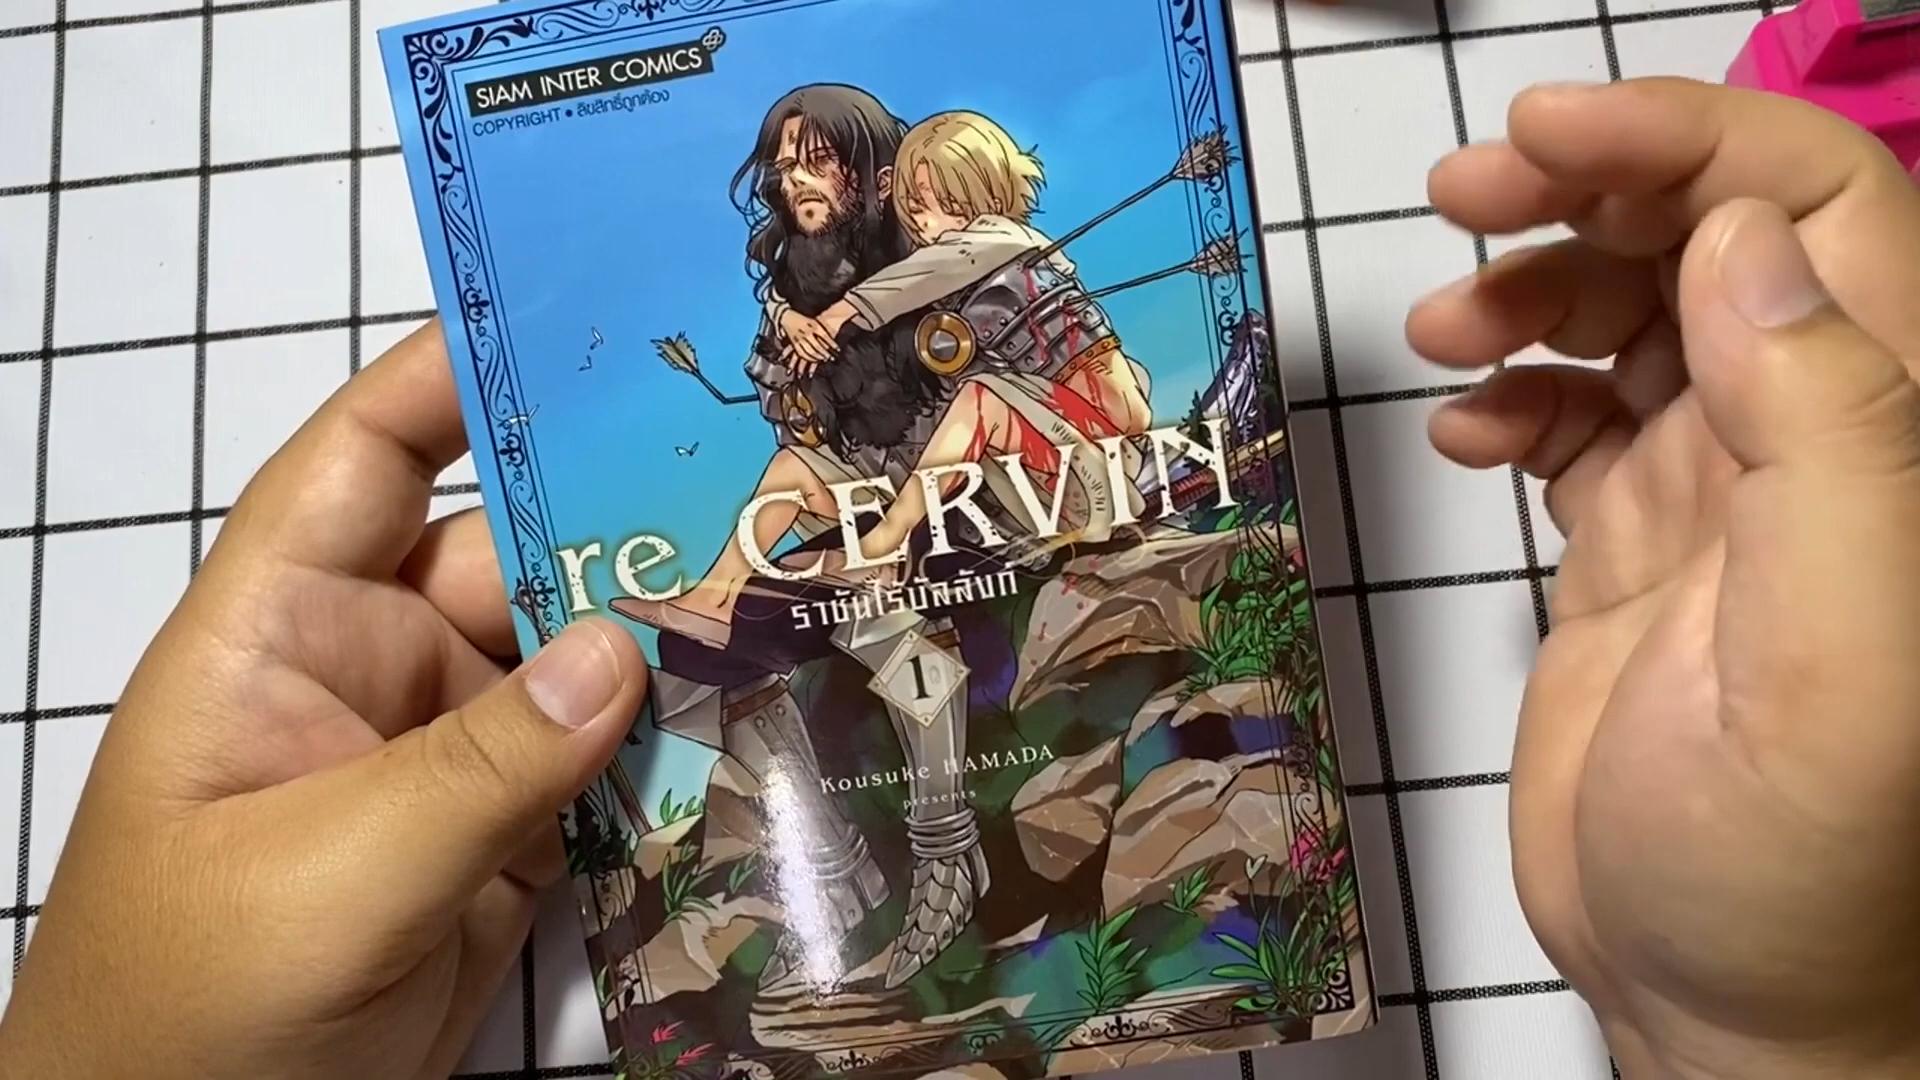 SIAM INTER COMICS
COPYRIGHT • ลิขสิทธิ์ถูกต้อง
re CERVIN
ราชันไร้บัลลังก์
1
Kousuke HAMADA
presents